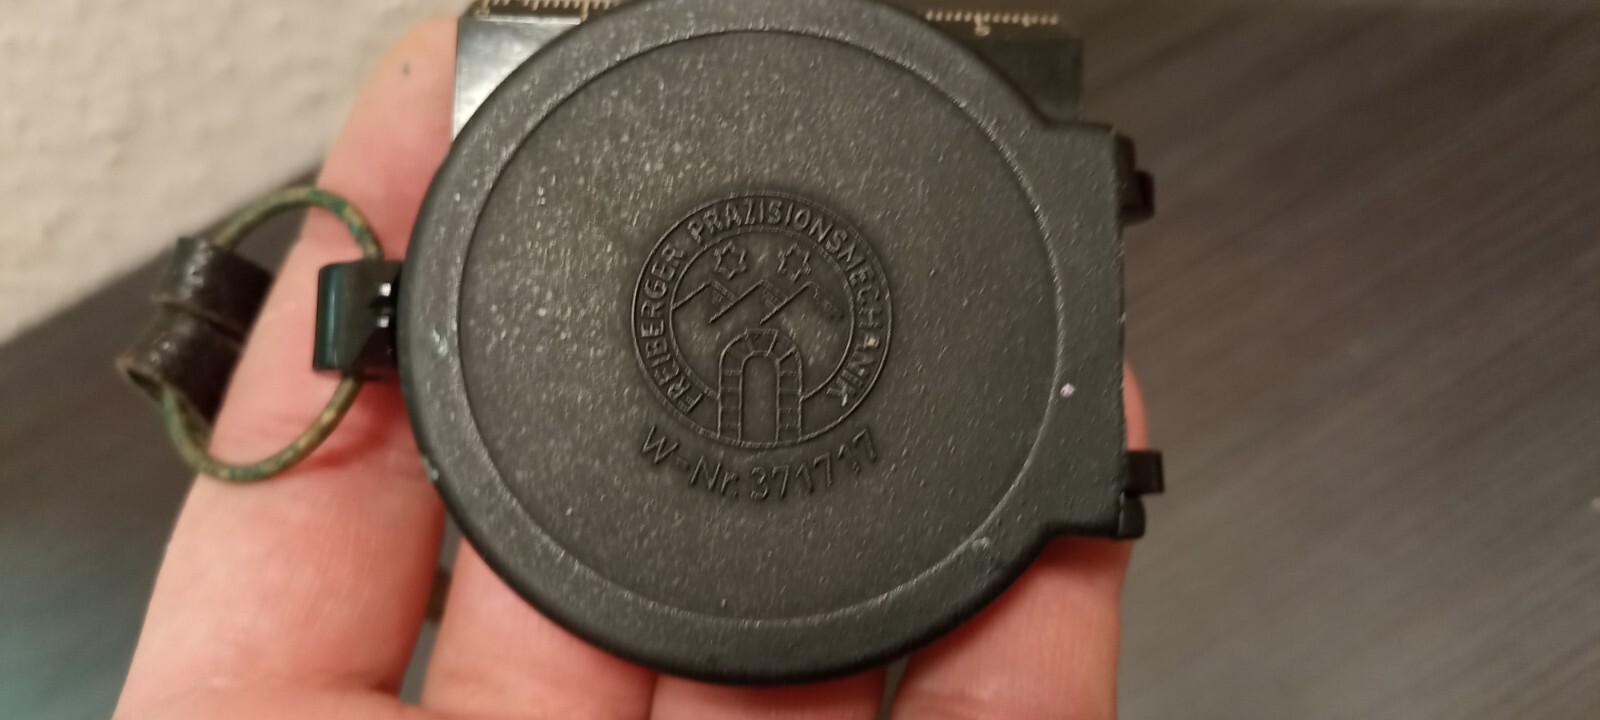 FREIBERGER PRÄZISIONSMECHANIK
W-Nr. 371717